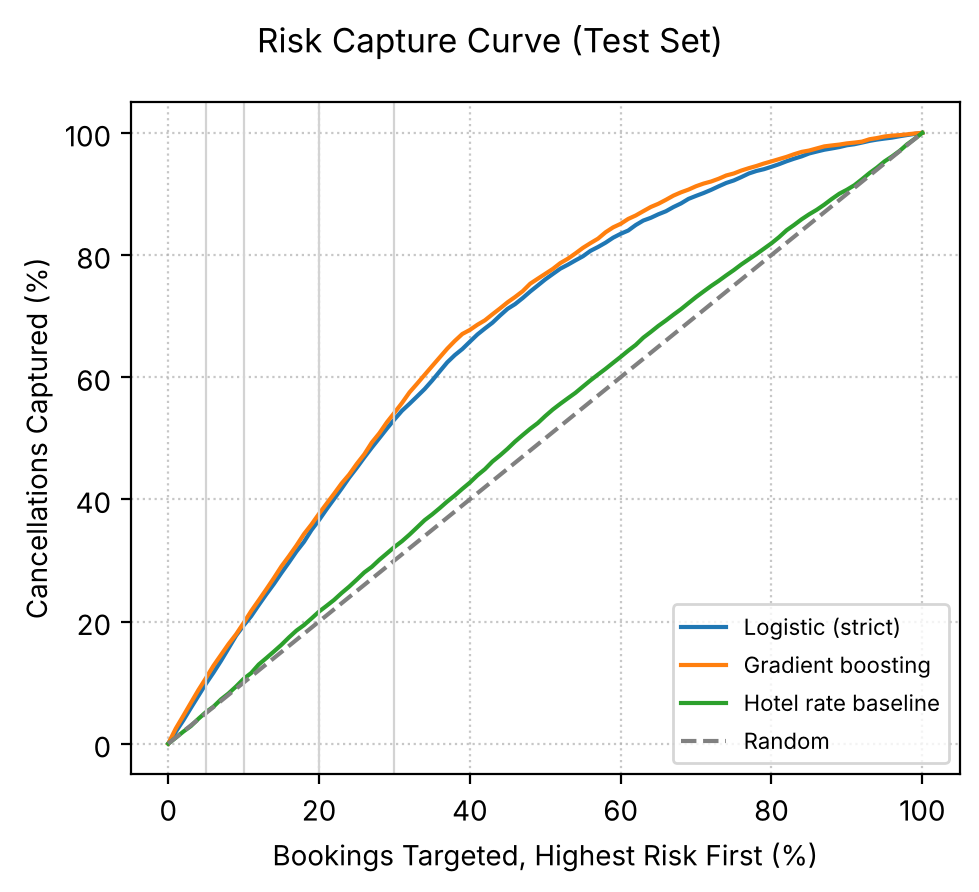 Risk Capture Curve (Test Set)
100
80
60
40
20
0
Cancellations Captured (%)
0 20 40 60 80 100
Bookings Targeted, Highest Risk First (%)
Logistic (strict)
Gradient boosting
Hotel rate baseline
Random